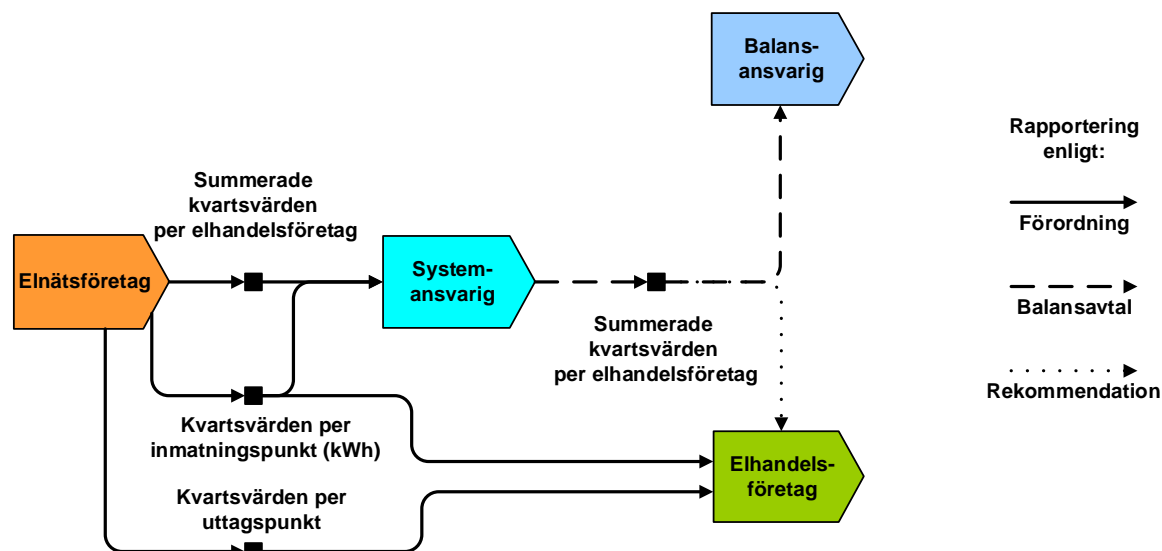 Balans-
ansvarig
Rapportering
enligt:
Summerade
kvartsvärden
per elhandelsföretag
Förordning
Elnätsföretag
System-
ansvarig
Balansavtal
Summerade
kvartsvärden
per elhandelsföretag
Rekommendation
Kvartsvärden per
inmatningspunkt (kWh)
Elhandels-
företag
Kvartsvärden per
uttagspunkt